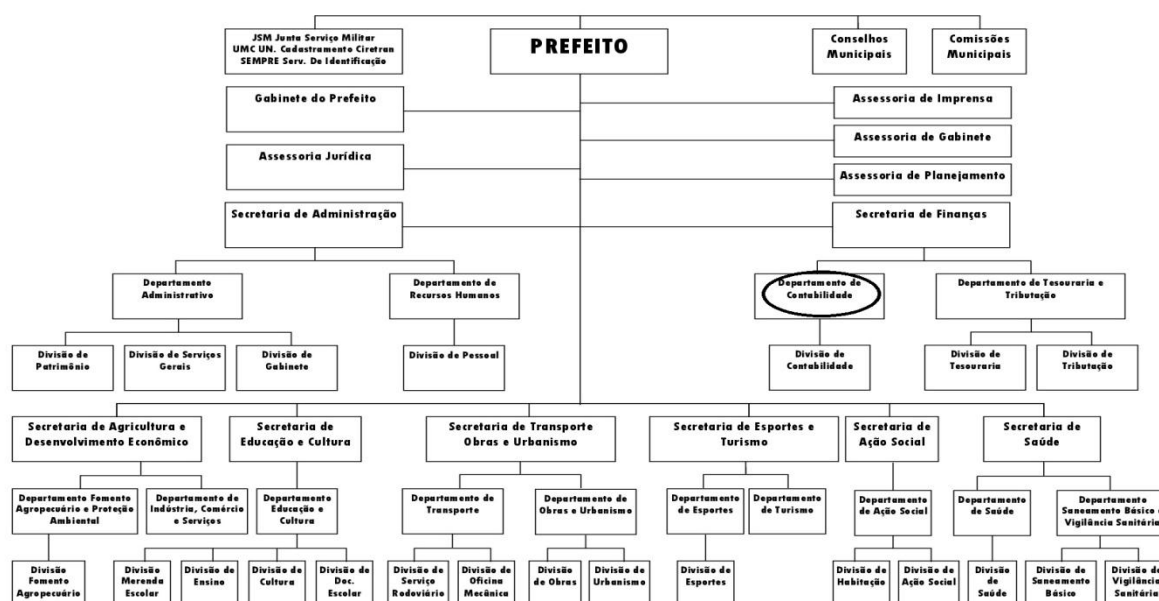 JSM Junta Serviço Militar
UMC UN. Cadastramento Ciretran
SEMPRE Serv. De Identificação
PREFEITO
Conselhos
Municipais
Comissões
Municipais
Gabinete do Prefeito
Assessoria de Imprensa
Assessoria de Gabinete
Assessoria Jurídica
Assessoria de Planejamento
Secretaria de Administração
Secretaria de Finanças
Departamento
Administrativo
Departamento de
Recursos Humanos
Departamento de
Contabilidade
Departamento de Tesouraria e
Tributação
Divisão de
Patrimônio
Divisão de Serviços
Gerais
Divisão de
Gabinete
Divisão de Pessoal
Divisão de
Contabilidade
Divisão de
Tesouraria
Divisão de
Tributação
Secretaria de Agricultura e
Desenvolvimento Econômico
Secretaria de
Educação e Cultura
Secretaria de Transporte
Obras e Urbanismo
Secretaria de Esportes e
Turismo
Secretaria de
Ação Social
Secretaria de
Saúde
Departamento Fomento
Agropecuário e Proteção
Ambiental
Departamento de
Indústria, Comércio
e Serviços
Departamento
Educação e
Cultura
Departamento de
Transporte
Departamento de
Obras e Urbanismo
Departamento
de Esportes
Departamento
de Turismo
Departamento
de Ação Social
Departamento
de Saúde
Departamento
Saneamento Básico e
Vigilância Sanitária
Divisão
Fomento
Agropecuário
Divisão
Merenda
Escolar
Divisão de
Ensino
Divisão de
Cultura
Divisão de
Doc.
Escolar
Divisão de
Serviço
Rodoviário
Divisão de
Oficina
Mecânica
Divisão
de Obras
Divisão de
Urbanismo
Divisão de
Esportes
Divisão de
Habitação
Divisão de
Ação Social
Divisão
de
Saúde
Divisão de
Saneamento
Básico
Divisão de
Vigilância
Sanitária